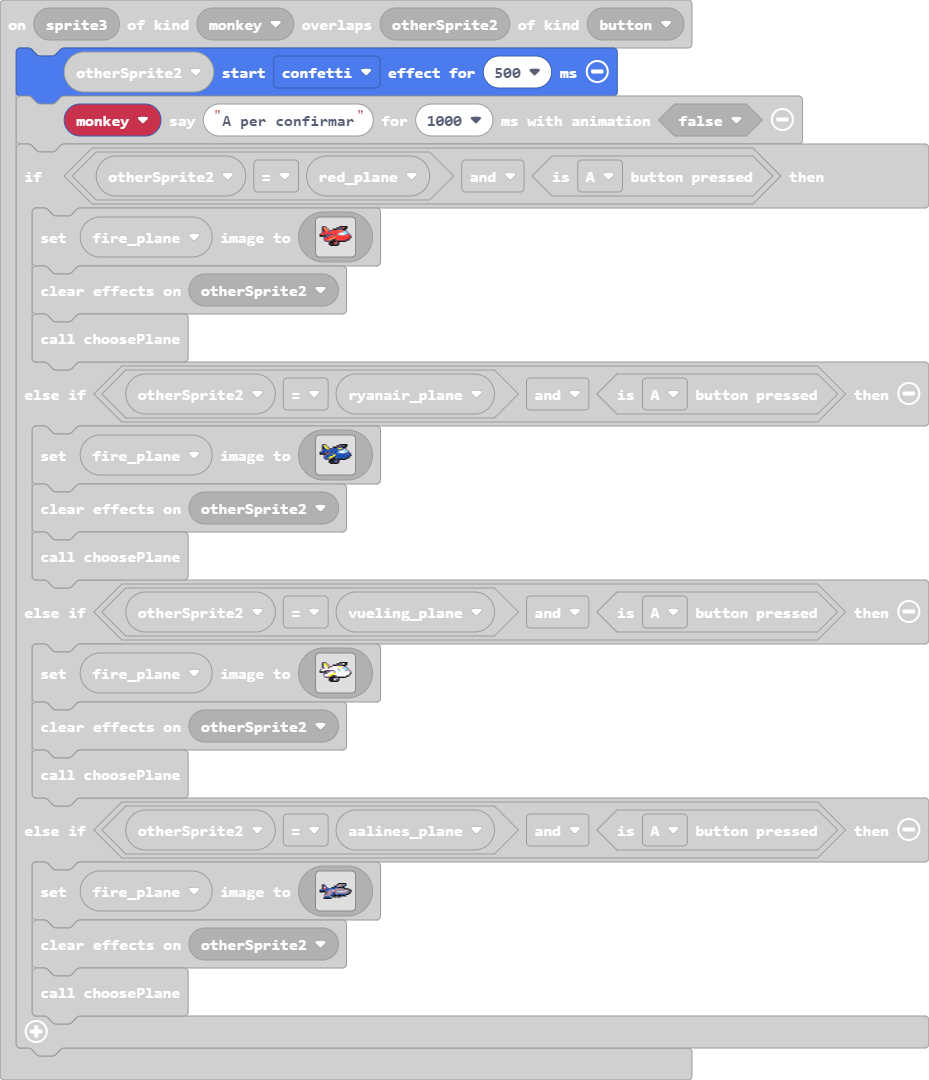 on sprite3 of kind monkey overlaps otherSprite2 of kind button
otherSprite2 start confetti effect for 500 ms
monkey say "A per confirmar" for 1000 ms with animation false
if otherSprite2 = red_plane and is A button pressed then
set fire_plane image to
clear effects on otherSprite2
call choosePlane
else if otherSprite2 = ryanair_plane and is A button pressed then
set fire_plane image to
clear effects on otherSprite2
call choosePlane
else if otherSprite2 = vueling_plane and is A button pressed then
set fire_plane image to
clear effects on otherSprite2
call choosePlane
else if otherSprite2 = aalines_plane and is A button pressed then
set fire_plane image to
clear effects on otherSprite2
call choosePlane